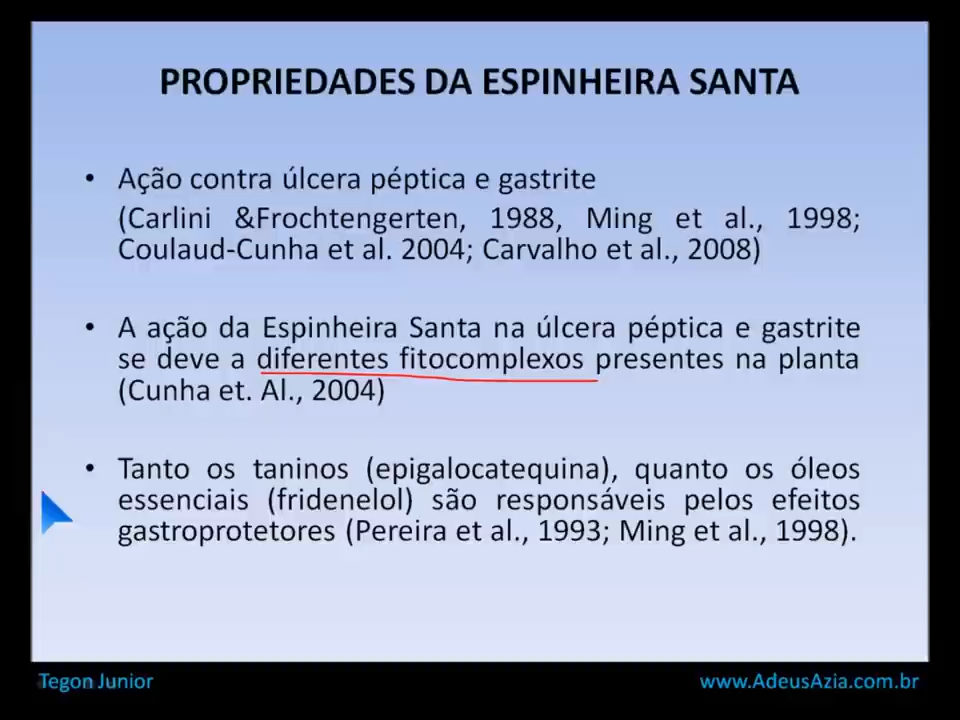 PROPRIEDADES DA ESPINHEIRA SANTA
• Ação contra úlcera péptica e gastrite
(Carlini &Frochtengerten, 1988, Ming et al., 1998;
Coulaud-Cunha et al. 2004; Carvalho et al., 2008)
• A ação da Espinheira Santa na úlcera péptica e gastrite
se deve a diferentes fitocomplexos presentes na planta
(Cunha et. Al., 2004)
• Tanto os taninos (epigalocatequina), quanto os óleos
essenciais (fridenelol) são responsáveis pelos efeitos
gastroprotetores (Pereira et al., 1993; Ming et al., 1998).
Tegon Junior
www.AdeusAzia.com.br